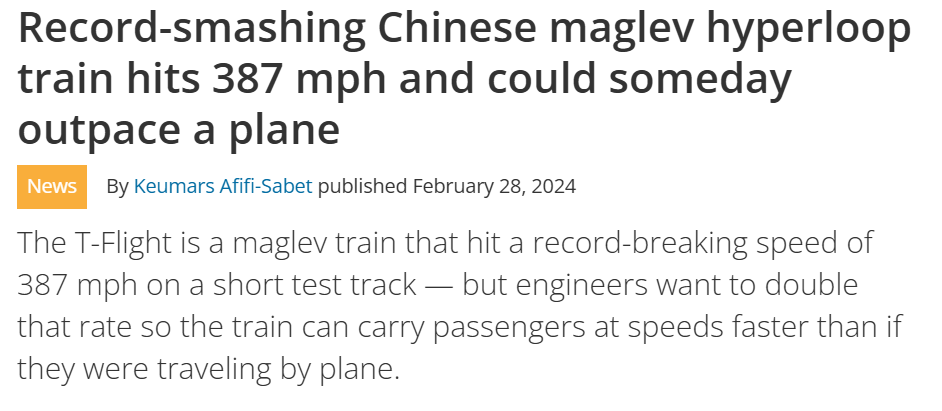 Record-smashing Chinese maglev hyperloop
train hits 387 mph and could someday
outpace a plane
News By Keumars Afifi-Sabet published February 28, 2024
The T-Flight is a maglev train that hit a record-breaking speed of
387 mph on a short test track — but engineers want to double
that rate so the train can carry passengers at speeds faster than if
they were traveling by plane.